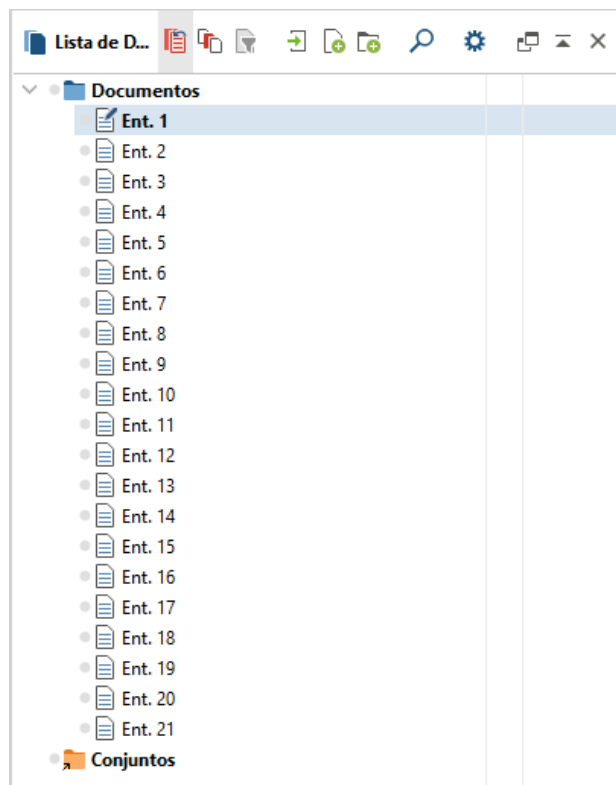 Lista de D...
Documentos
Ent. 1
Ent. 2
Ent. 3
Ent. 4
Ent. 5
Ent. 6
Ent. 7
Ent. 8
Ent. 9
Ent. 10
Ent. 11
Ent. 12
Ent. 13
Ent. 14
Ent. 15
Ent. 16
Ent. 17
Ent. 18
Ent. 19
Ent. 20
Ent. 21
Conjuntos